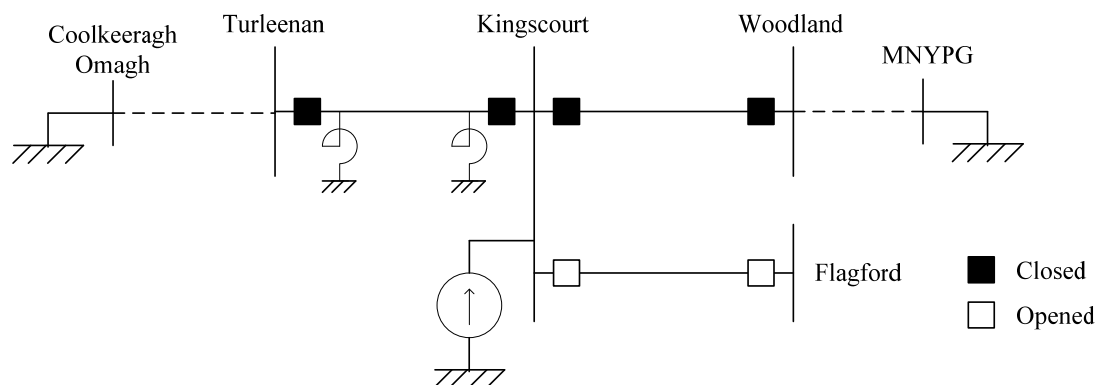 Coolkeeragh
Omagh
Turleenan
Kingscourt
Woodland
MNYPG
Flagford
Closed
Opened